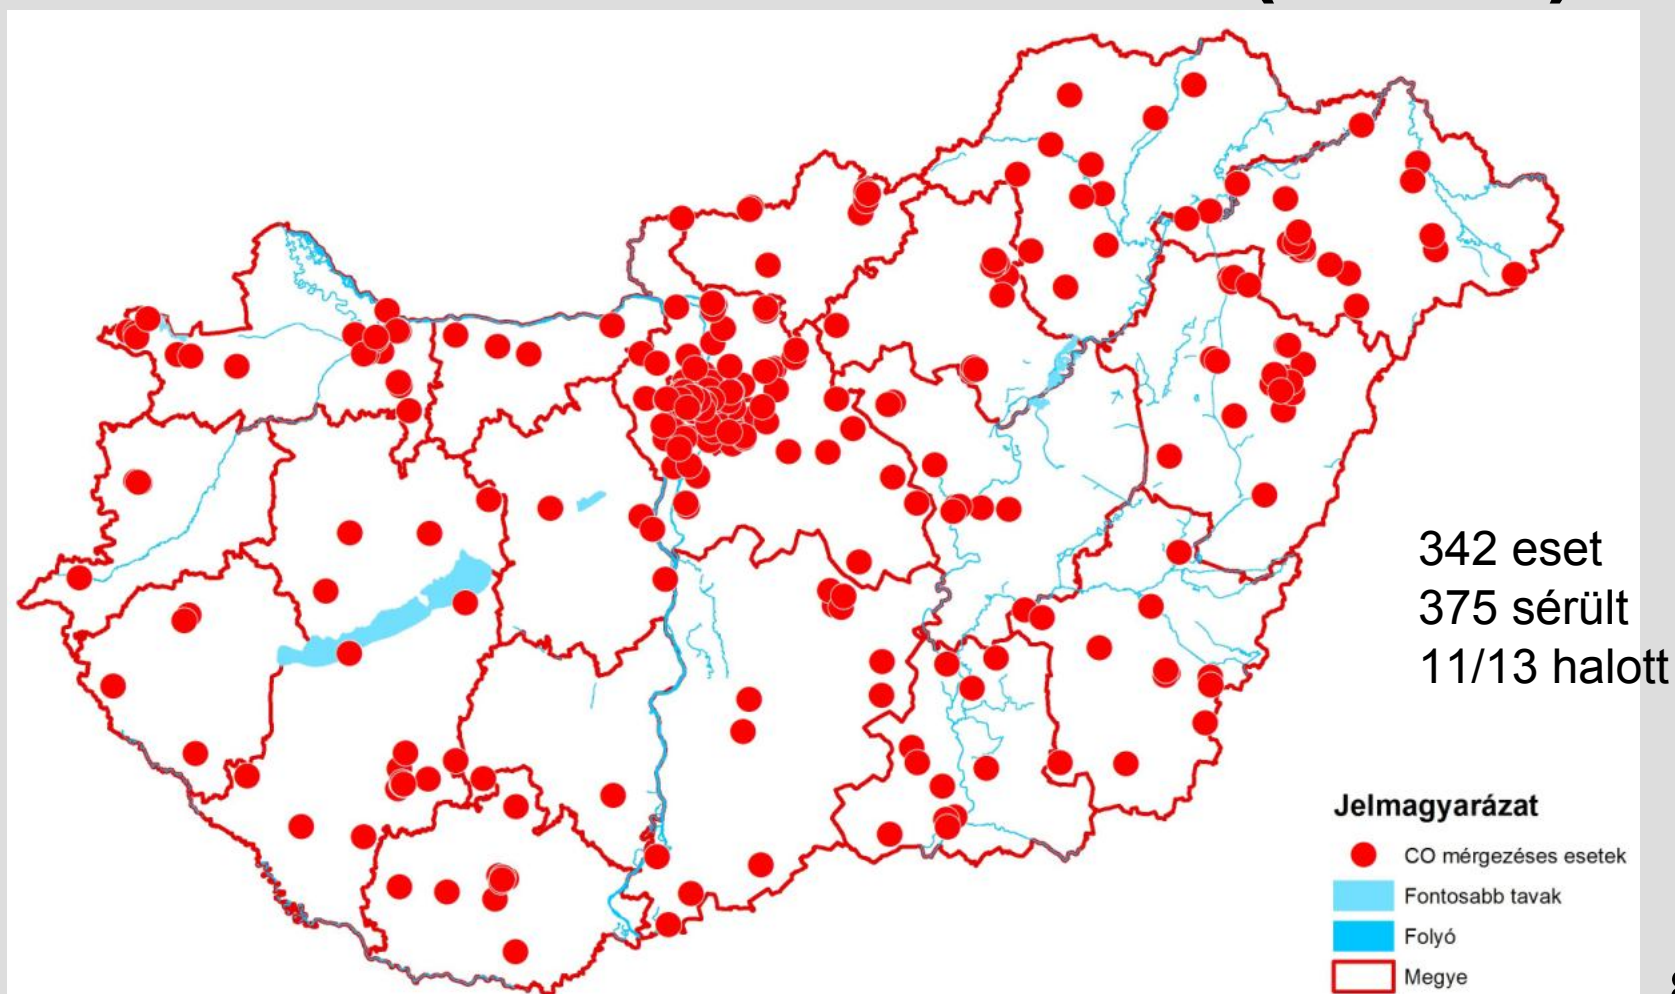 342 eset
375 sérült
11/13 halott
Jelmagyarázat
CO mérgezéses esetek
Fontosabb tavak
Folyó
Megye